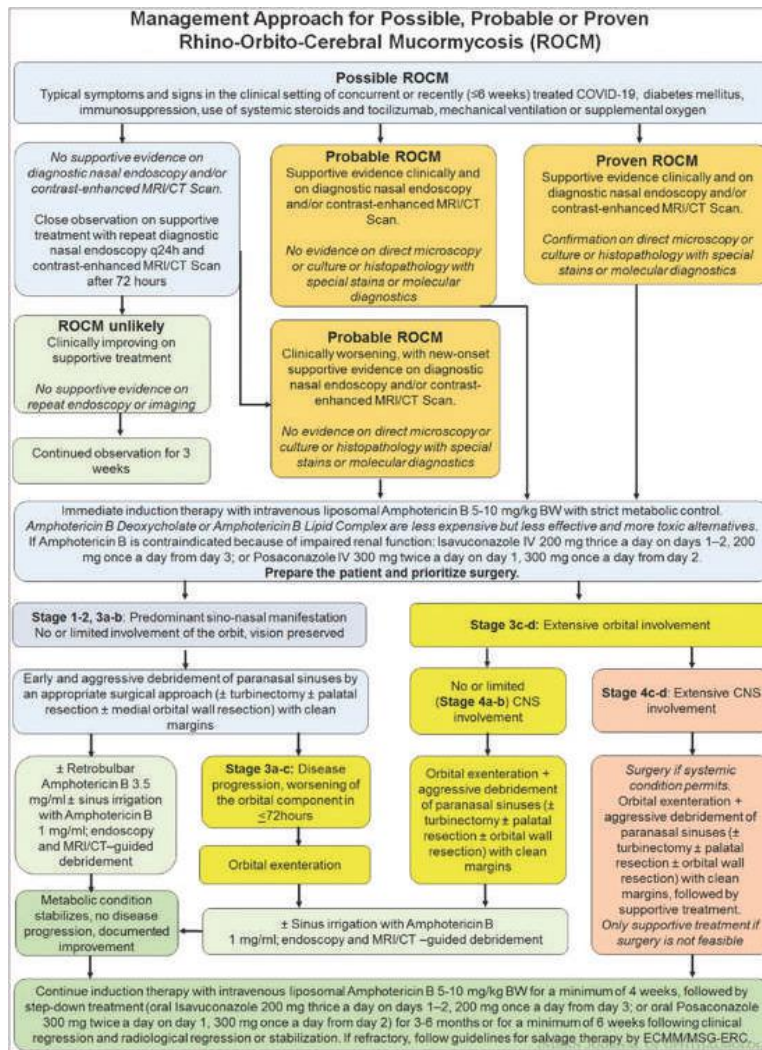 Management Approach for Possible, Probable or Proven
Rhino-Orbito-Cerebral Mucormycosis (ROCM)
Possible ROCM
Typical symptoms and signs in the clinical setting of concurrent or recently (≤6 weeks) treated COVID-19, diabetes mellitus,
immunosuppression, use of systemic steroids and tocilizumab, mechanical ventilation or supplemental oxygen
No supportive evidence on
diagnostic nasal endoscopy and/or
contrast-enhanced MRI/CT Scan.
Close observation on supportive
treatment with repeat diagnostic
nasal endoscopy q24h and
contrast-enhanced MRI/CT Scan
after 72 hours
Probable ROCM
Supportive evidence clinically and
on diagnostic nasal endoscopy
and/or contrast-enhanced MRI/CT
Scan.
No evidence on direct microscopy
or culture or histopathology with
special stains or molecular
diagnostics
Proven ROCM
Supportive evidence clinically and on
diagnostic nasal endoscopy and/or
contrast-enhanced MRI/CT Scan.
Confirmation on direct microscopy or
culture or histopathology with special
stains or molecular diagnostics
ROCM unlikely
Clinically improving on
supportive treatment
No supportive evidence on
repeat endoscopy or imaging
Continued observation for 3
weeks
Probable ROCM
Clinically worsening, with new-onset
supportive evidence on diagnostic
nasal endoscopy and/or contrast-
enhanced MRI/CT Scan.
No evidence on direct microscopy or
culture or histopathology with special
stains or molecular diagnostics
Immediate induction therapy with intravenous liposomal Amphotericin B 5-10 mg/kg BW with strict metabolic control.
Amphotericin B Deoxycholate or Amphotericin B Lipid Complex are less expensive but less effective and more toxic alternatives.
If Amphotericin B is contraindicated because of impaired renal function: Isavuconazole IV 200 mg thrice a day on days 1–2, 200
mg once a day from day 3; or Posaconazole IV 300 mg twice a day on day 1, 300 mg once a day from day 2.
Prepare the patient and prioritize surgery.
Stage 1-2, 3a-b: Predominant sino-nasal manifestation
No or limited involvement of the orbit, vision preserved
Stage 3c-d: Extensive orbital involvement
Early and aggressive debridement of paranasal sinuses by
an appropriate surgical approach (± turbinectomy ± palatal
resection ± medial orbital wall resection) with clean
margins
No or limited
(Stage 4a-b) CNS
involvement
Stage 4c-d: Extensive CNS
involvement
± Retrobulbar
Amphotericin B 3.5
mg/ml ± sinus irrigation
with Amphotericin B
1 mg/ml; endoscopy
and MRI/CT–guided
debridement
Stage 3a-c: Disease
progression, worsening
of the orbital component in
≤72hours
Orbital exenteration
Orbital exenteration +
aggressive debridement
of paranasal sinuses (±
turbinectomy ± palatal
resection ± orbital wall
resection) with clean
margins
Surgery if systemic
condition permits.
Orbital exenteration +
aggressive debridement
of paranasal sinuses (±
turbinectomy ± palatal
resection ± orbital wall
resection) with clean
margins, followed by
supportive treatment.
Only supportive treatment if
surgery is not feasible
Metabolic condition
stabilizes, no disease
progression, documented
improvement
± Sinus irrigation with Amphotericin B
1 mg/ml; endoscopy and MRI/CT –guided debridement
Continue induction therapy with intravenous liposomal Amphotericin B 5-10 mg/kg BW for a minimum of 4 weeks, followed by
step-down treatment (oral Isavuconazole 200 mg thrice a day on days 1–2, 200 mg once a day from day 3; or oral Posaconazole
300 mg twice a day on day 1, 300 mg once a day from day 2) for 3-6 months or for a minimum of 6 weeks following clinical
regression and radiological regression or stabilization. If refractory, follow guidelines for salvage therapy by ECMM/MSG-ERC.